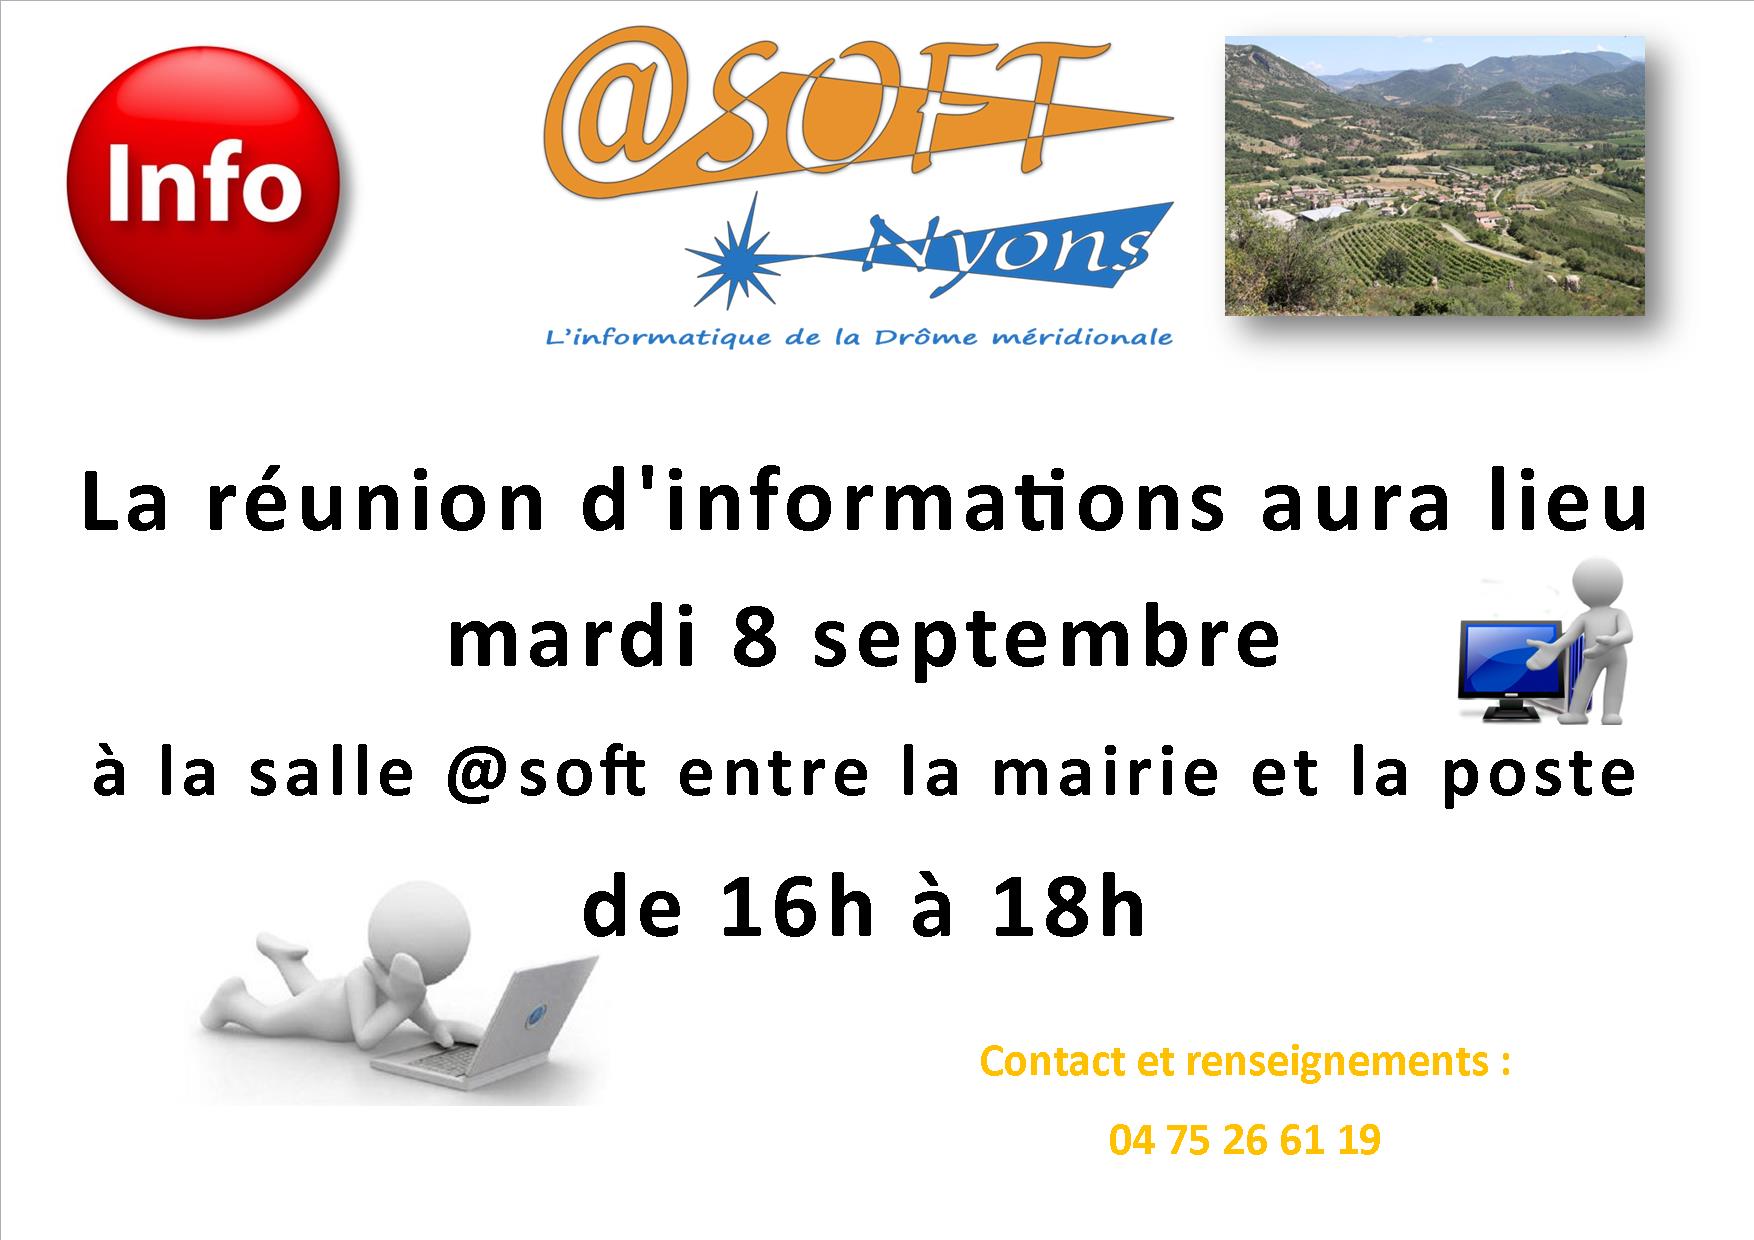 Info
@SOFT
Nyons
L'informatique de la Drôme méridionale
La réunion d'informations aura lieu
mardi 8 septembre
à la salle @soft entre la mairie et la poste
de 16h à 18h
Contact et renseignements :
04 75 26 61 19